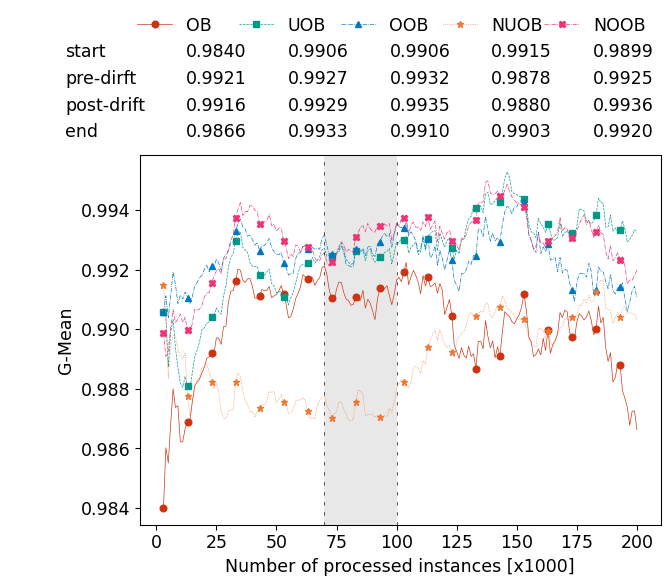 OB UOB OOB NUOB NOOB
start 0.9840 0.9906 0.9906 0.9915 0.9899
pre-dirft 0.9921 0.9927 0.9932 0.9878 0.9925
post-drift 0.9916 0.9929 0.9935 0.9880 0.9936
end 0.9866 0.9933 0.9910 0.9903 0.9920
0.994
0.992
0.990
0.988
0.986
0.984
G-Mean
0 25 50 75 100 125 150 175 200
Number of processed instances [x1000]